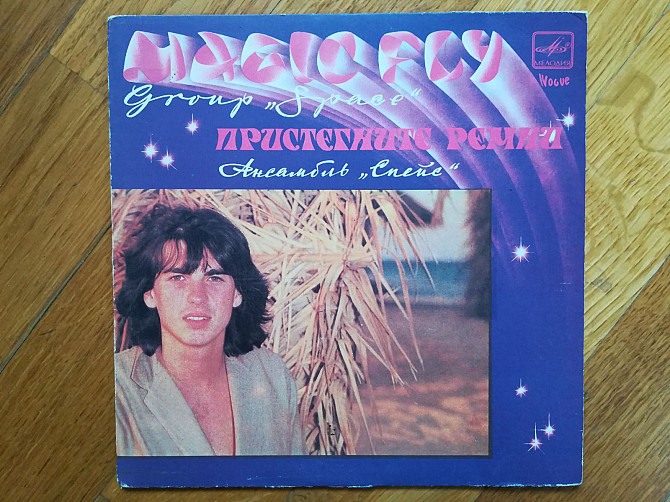 MAGIC FLY
Group „Space“
ПРИСТЕГНИТЕ РЕМНИ
Ансамбль „Спейс“
МЕЛОДИЯ
Vogue